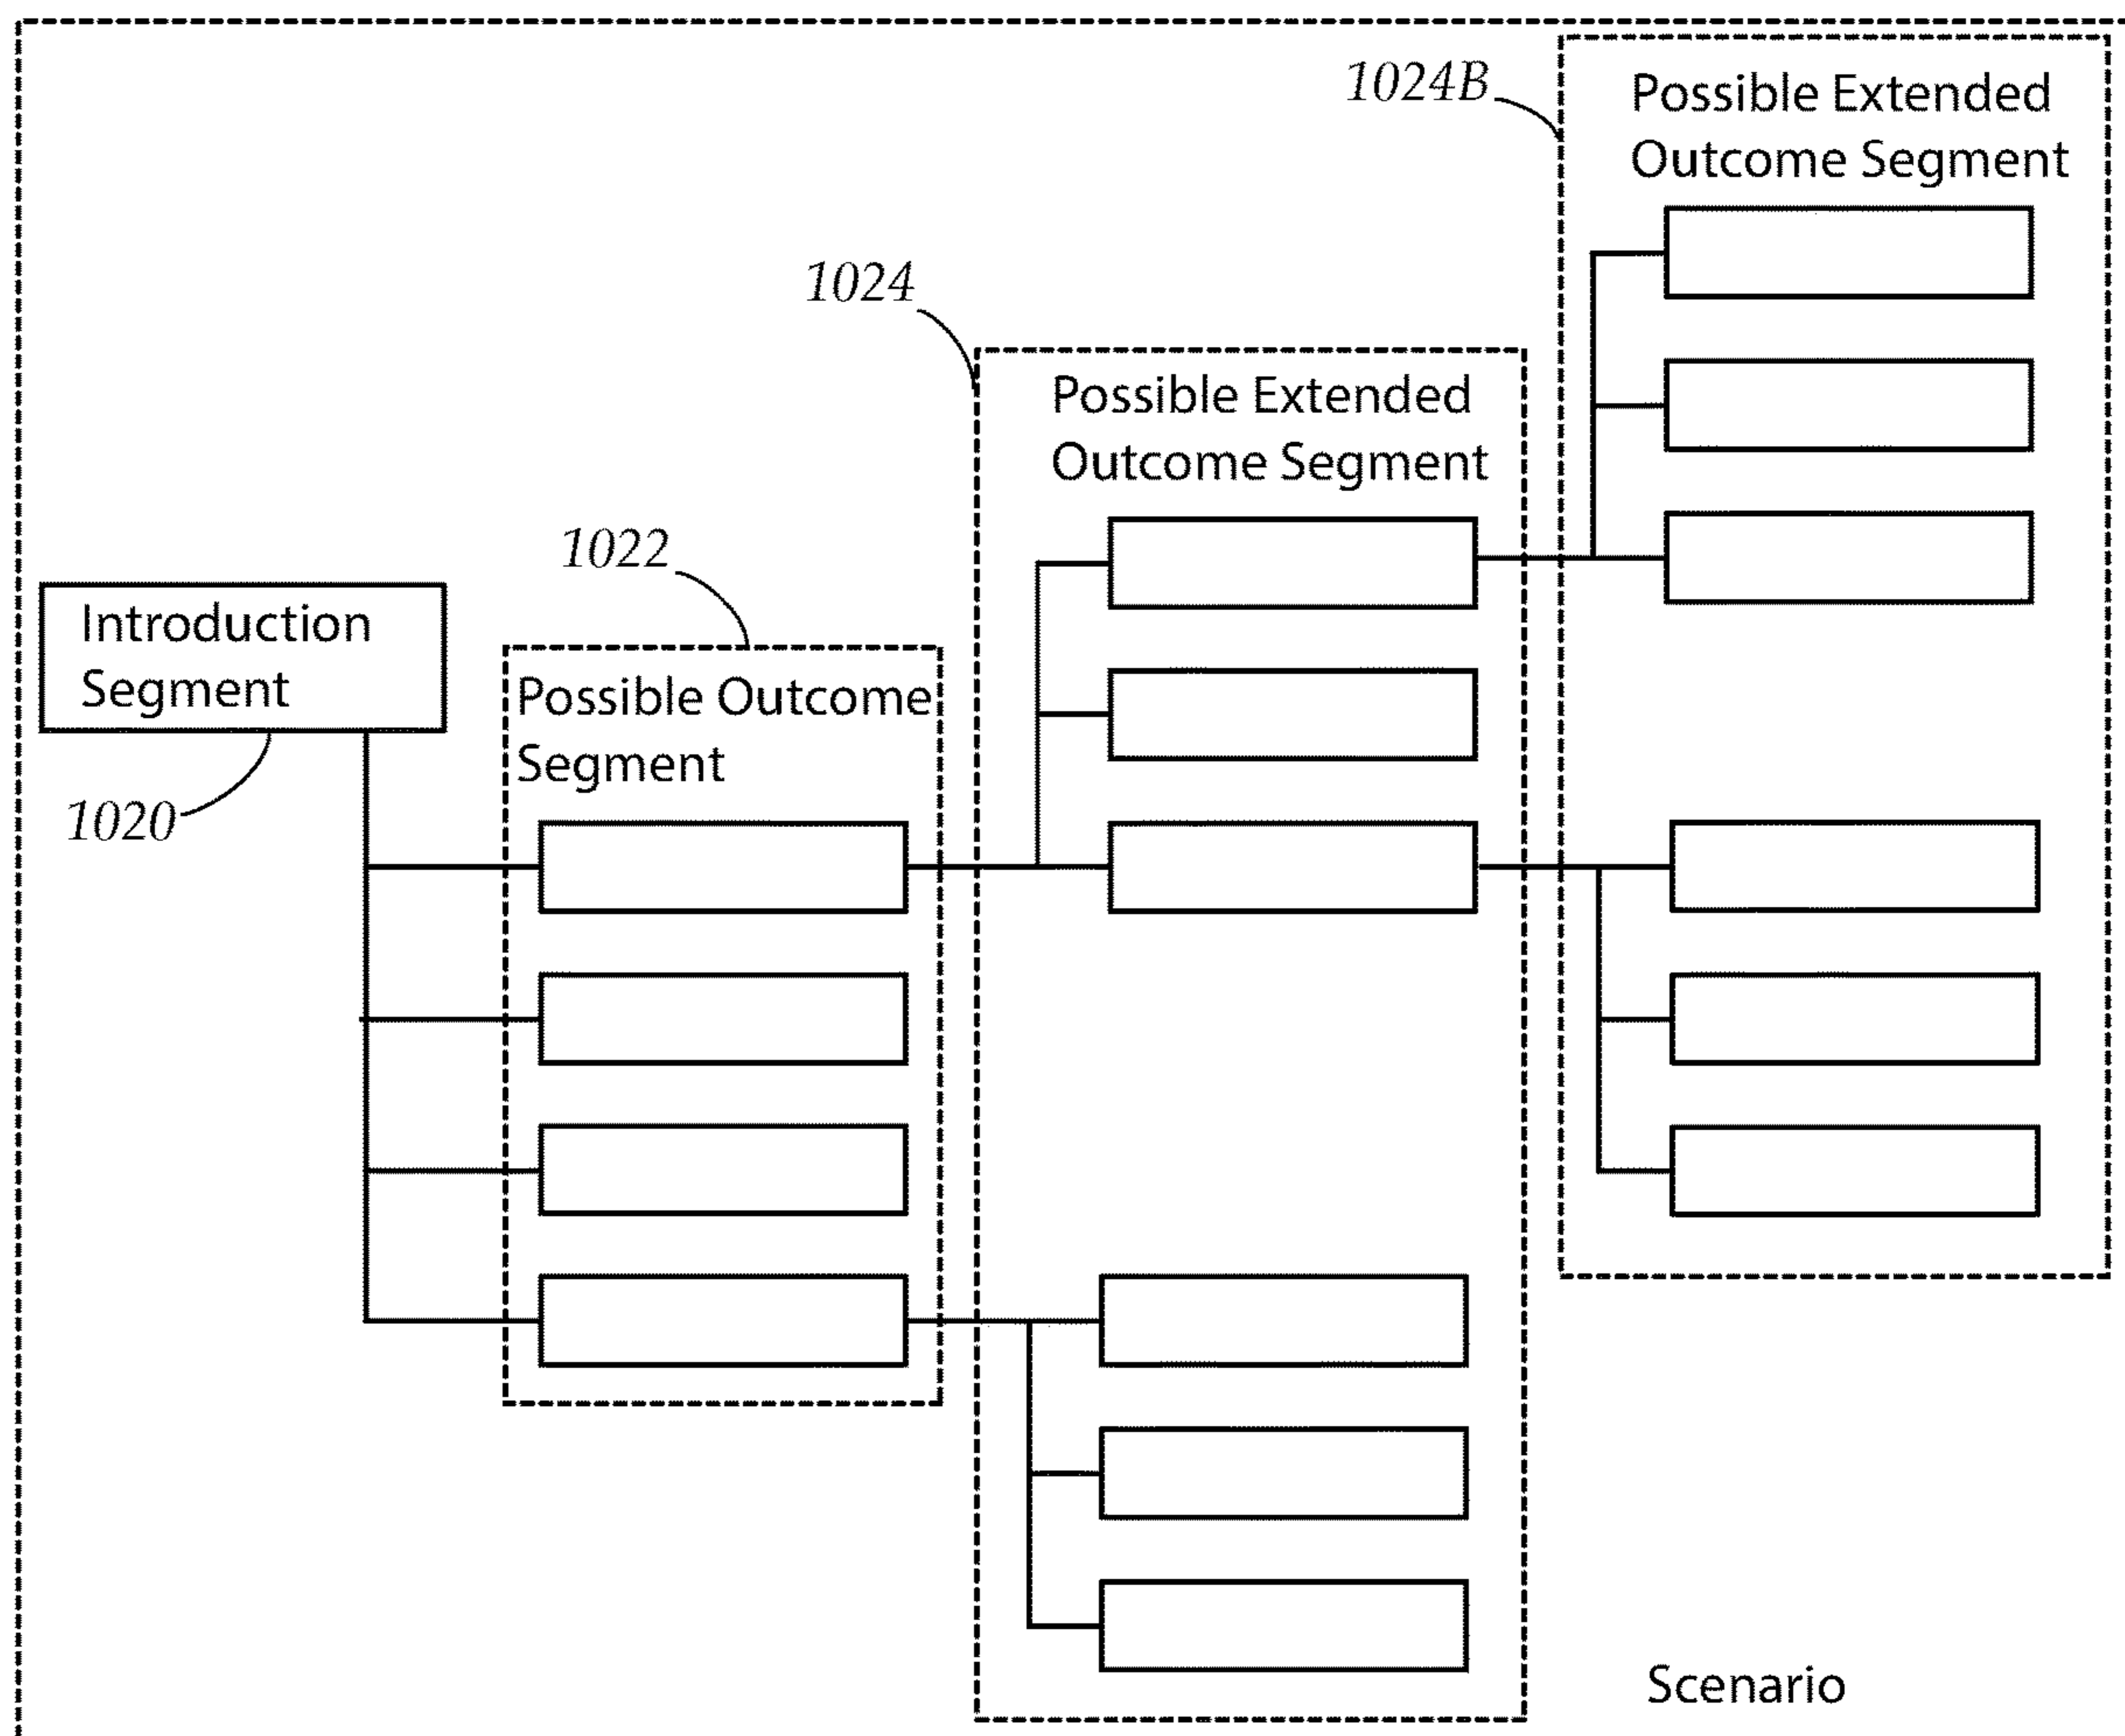 1024B
Possible Extended
Outcome Segment
1024
Possible Extended
Outcome Segment
1022
Introduction
Segment
Possible Outcome
Segment
1020
Scenario